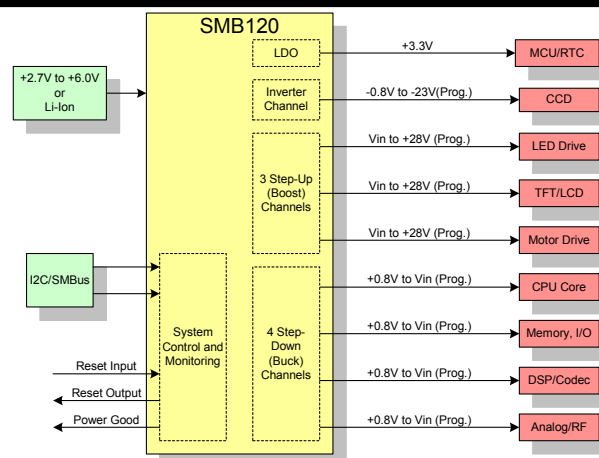 SMB120
LDO
+3.3V
MCU/RTC
+2.7V to +6.0V
or
Li-Ion
Inverter
Channel
-0.8V to -23V(Prog.)
CCD
3 Step-Up
(Boost)
Channels
Vin to +28V (Prog.)
LED Drive
Vin to +28V (Prog.)
TFT/LCD
Vin to +28V (Prog.)
Motor Drive
I2C/SMBus
System
Control and
Monitoring
4 Step-
Down
(Buck)
Channels
+0.8V to Vin (Prog.)
CPU Core
+0.8V to Vin (Prog.)
Memory, I/O
+0.8V to Vin (Prog.)
DSP/Codec
+0.8V to Vin (Prog.)
Analog/RF
Reset Input
Reset Output
Power Good